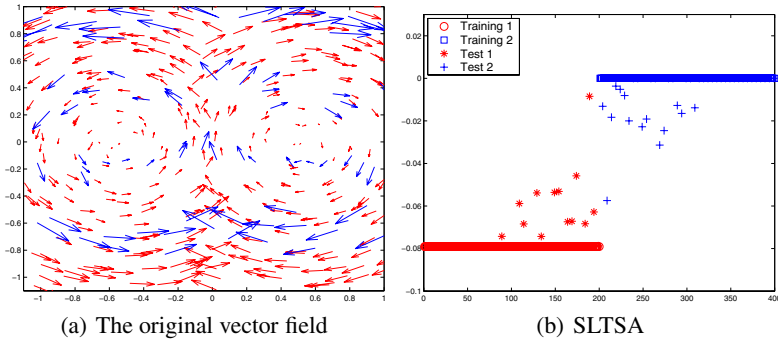 1
0.8
0.6
0.4
0.2
0
-0.2
-0.4
-0.6
-0.8
-1
-1 -0.8 -0.6 -0.4 -0.2 0 0.2 0.4 0.6 0.8 1
(a) The original vector field
Training 1
Training 2
Test 1
Test 2
0.02
0
−0.02
−0.04
−0.06
−0.08
−0.1
0 50 100 150 200 250 300 350 400
(b) SLTSA